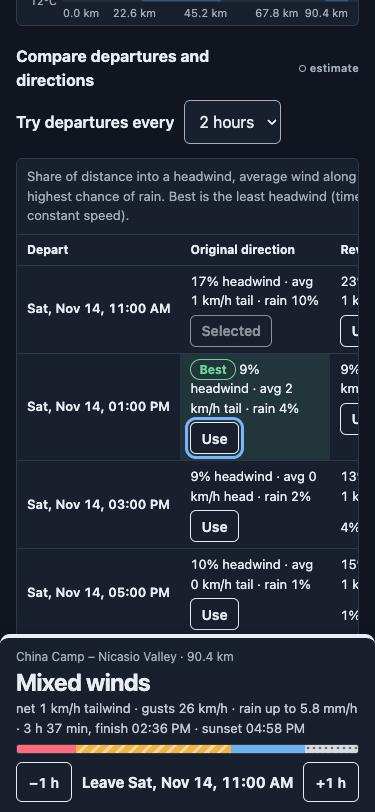 12°C
0.0 km 22.6 km 45.2 km 67.8 km 90.4 km
Compare departures and
directions
estimate
Try departures every
2 hours
Share of distance into a headwind, average wind along
highest chance of rain. Best is the least headwind (time
constant speed).
Depart
Original direction
Sat, Nov 14, 11:00 AM
17% headwind · avg
1 km/h tail · rain 10%
Selected
Sat, Nov 14, 01:00 PM
Best 9%
headwind · avg 2
km/h tail · rain 4%
Use
9%
km
Sat, Nov 14, 03:00 PM
9% headwind · avg 0
km/h head · rain 2%
Use
4%
Sat, Nov 14, 05:00 PM
10% headwind · avg
0 km/h tail · rain 1%
Use
1%
China Camp – Nicasio Valley · 90.4 km
Mixed winds
net 1 km/h tailwind · gusts 26 km/h · rain up to 5.8 mm/h
· 3 h 37 min, finish 02:36 PM · sunset 04:58 PM
−1 h
Leave Sat, Nov 14, 11:00 AM
+1 h